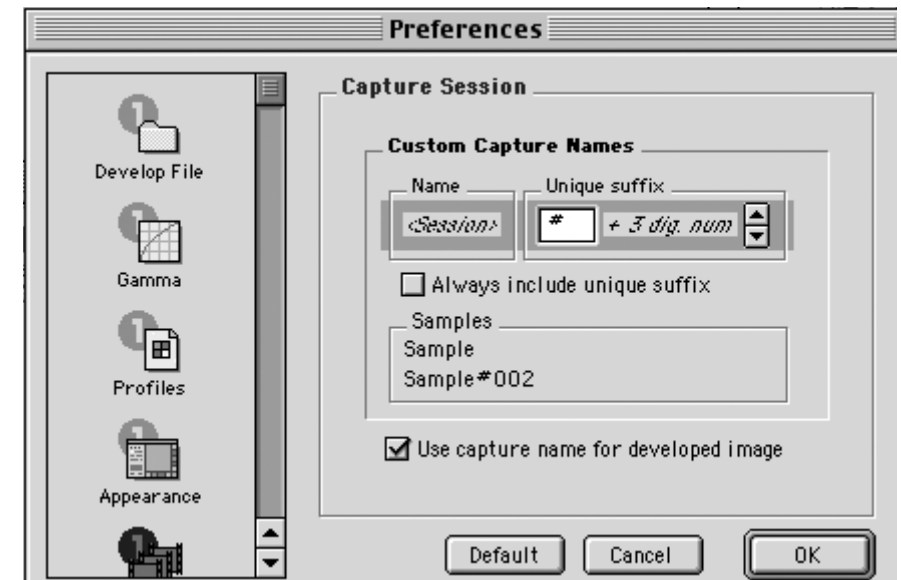 Preferences
Develop File
Gamma
Profiles
Appearance
Capture Session
Custom Capture Names
Name
Unique suffix
<Session>
# + 3 dig. num
Always include unique suffix
Samples
Sample
Sample#002
Use capture name for developed image
Default
Cancel
OK